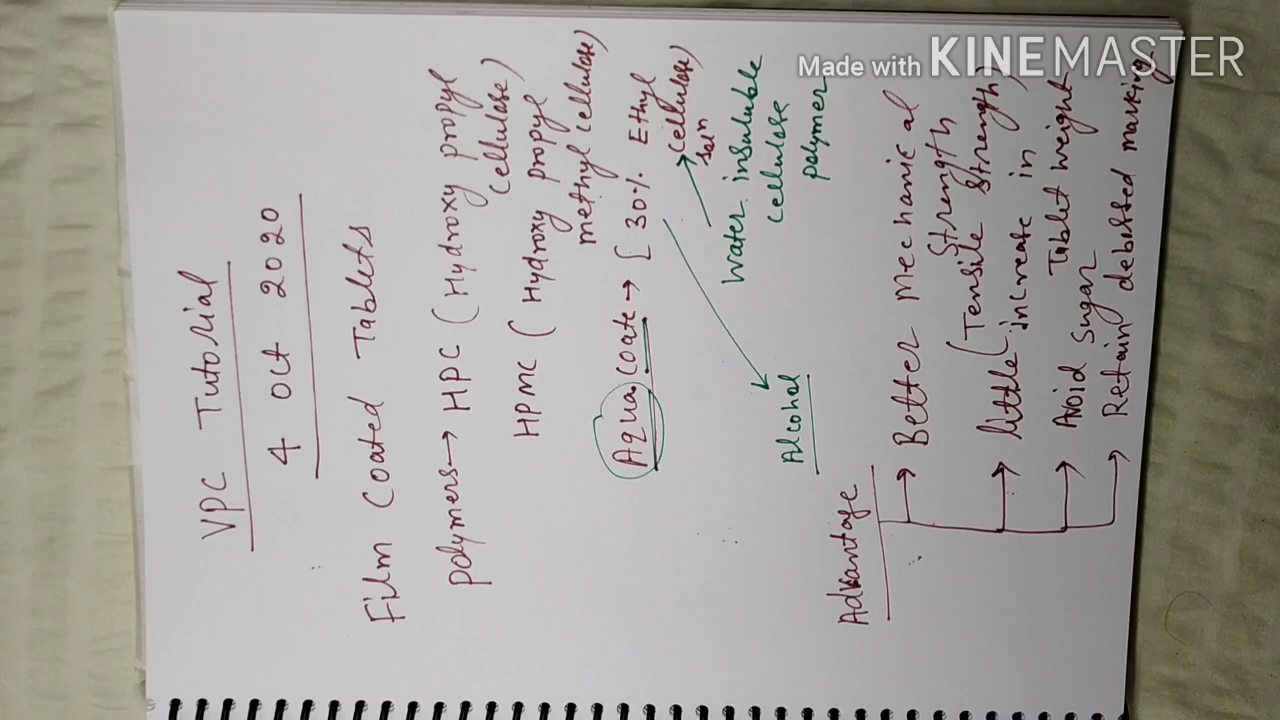 VPC Tutorial
4 Oct 2020
Film Coated Tablets
polymers → HPC (Hydroxy propyl
cellulose)
HPMC (Hydroxy propyl
methyl cellulose)
Aqua coate → [30% Ethyl
cellulose)
soln
Water insoluble
cellulose
polymer
Alcohol
Advantage
→ Better Mechanical
Strength
(Tensile Strength)
→ little increase in
Tablet weight
→ Avoid Sugar
→ Retain debossed marking
Made with KINEMASTER